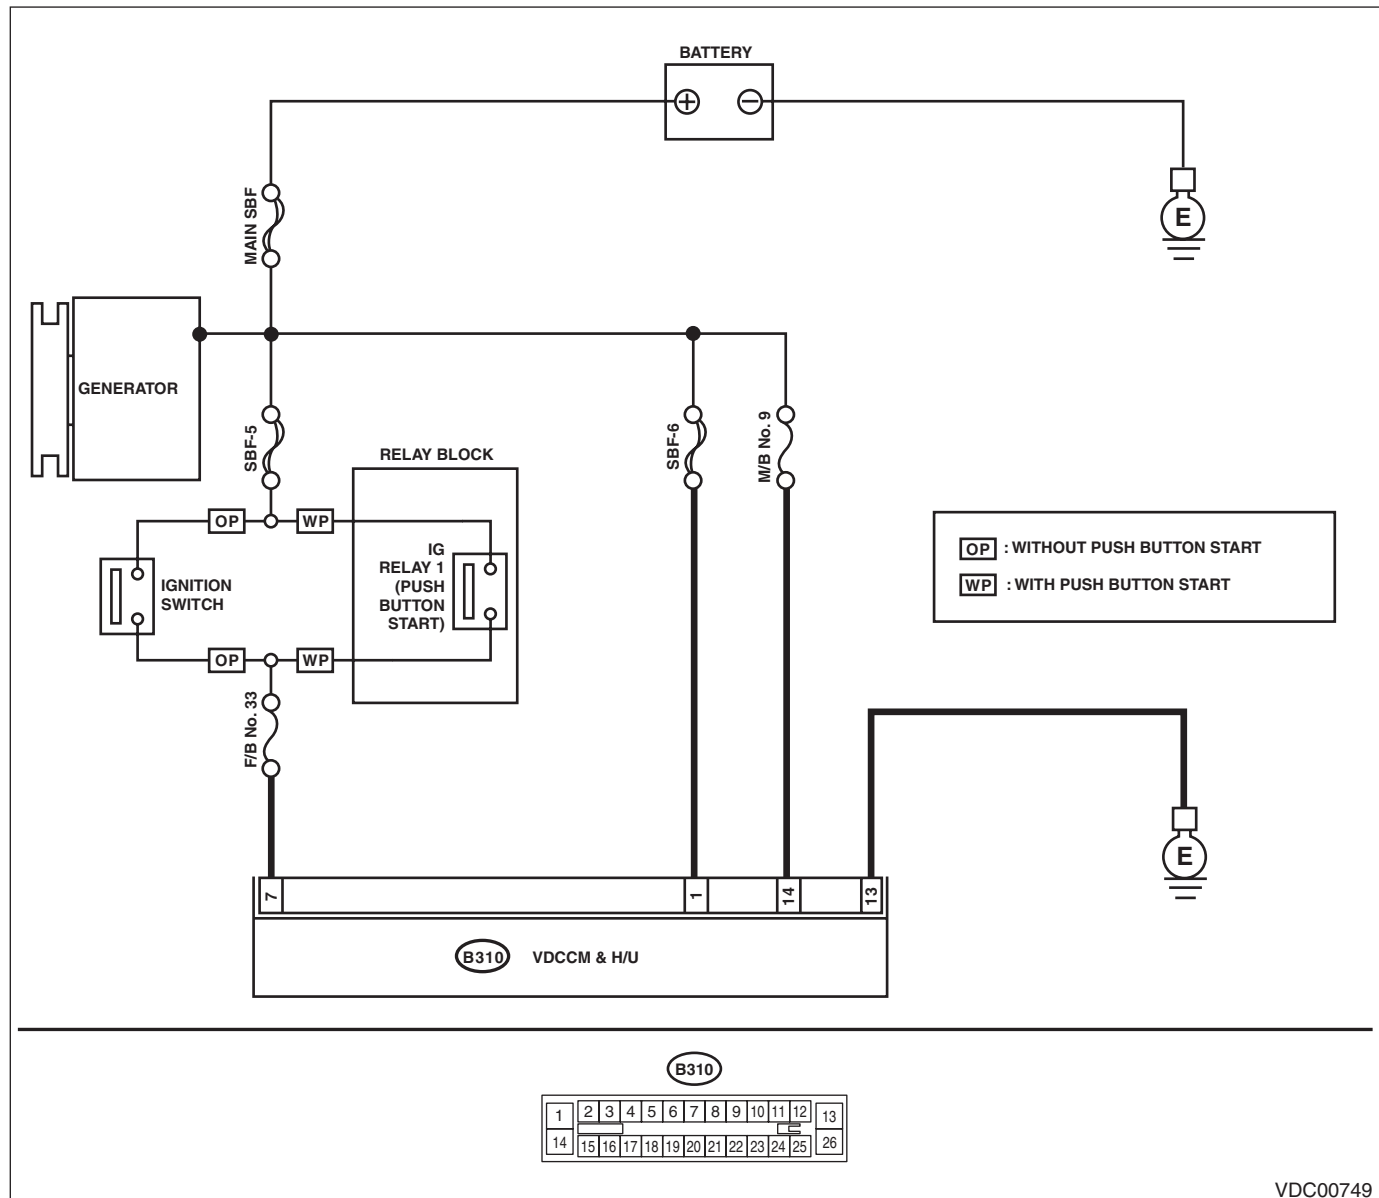 BATTERY
MAIN SBF
E
GENERATOR
SBF-5
RELAY BLOCK
SBF-6
M/B No. 9
OP
WP
OP : WITHOUT PUSH BUTTON START
WP : WITH PUSH BUTTON START
IGNITION
SWITCH
IG
RELAY 1
(PUSH
BUTTON
START)
OP
WP
F/B No. 33
E
7
1
14
13
B310 VDCCM & H/U
B310
1 2 3 4 5 6 7 8 9 10 11 12 13
14 15 16 17 18 19 20 21 22 23 24 25 26
VDC00749